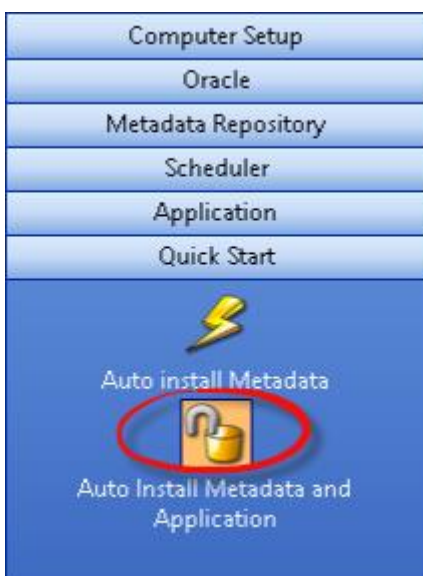 Computer Setup
Oracle
Metadata Repository
Scheduler
Application
Quick Start
Auto install Metadata
Auto Install Metadata and
Application